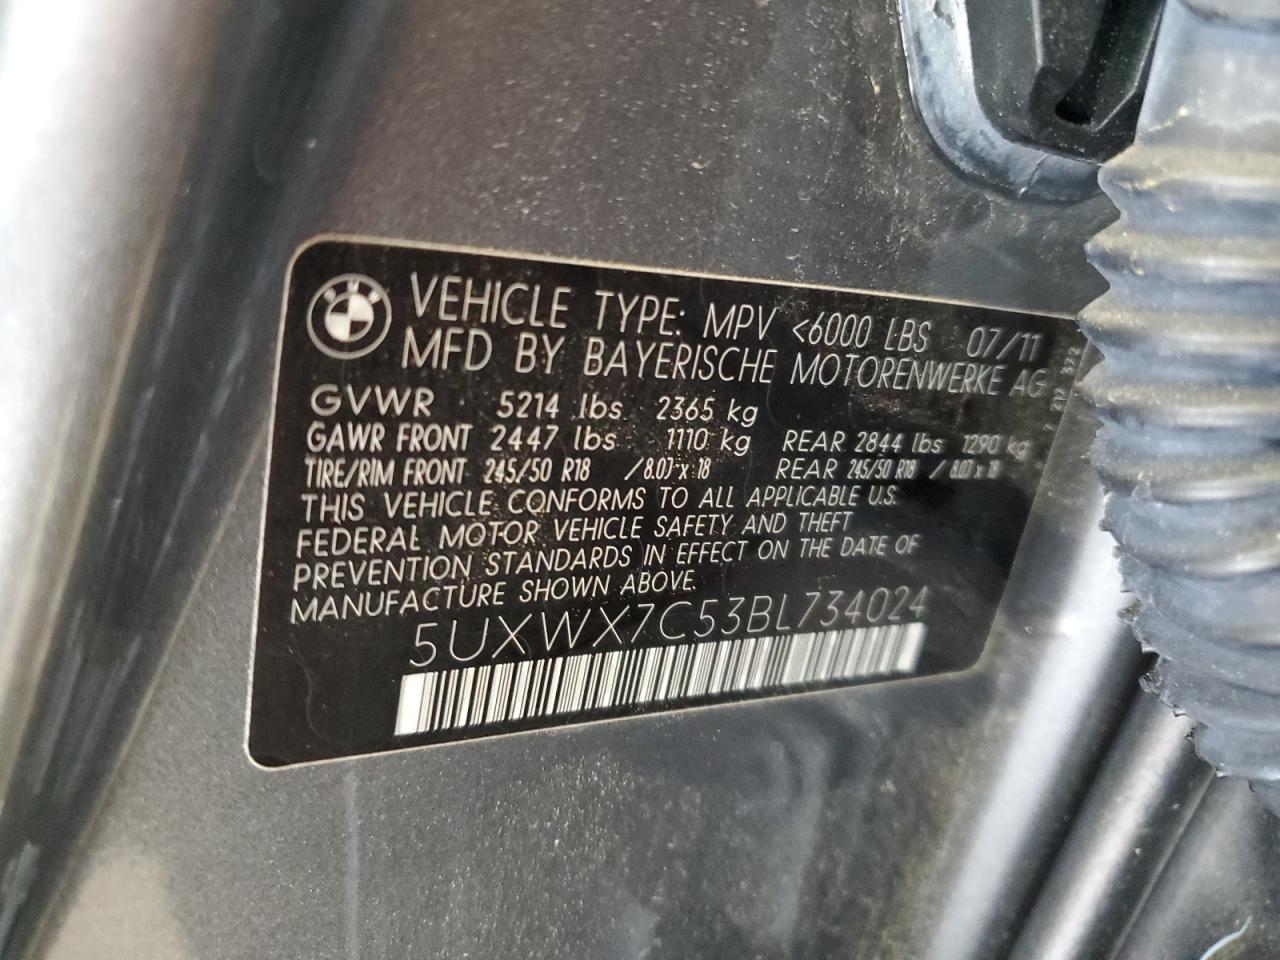 VEHICLE TYPE: MPV <6000 LBS 07/11
MFD BY BAYERISCHE MOTORENWERKE AG
GVWR 5214 lbs 2365 kg
GAWR FRONT 2447 lbs 1110 kg REAR 2844 lbs 1290 kg
TIRE/RIM FRONT 245/50 R18 /8.0J x 18 REAR 245/50 R18 / 8.0J x 18
THIS VEHICLE CONFORMS TO ALL APPLICABLE U.S.
FEDERAL MOTOR VEHICLE SAFETY AND THEFT
PREVENTION STANDARDS IN EFFECT ON THE DATE OF
MANUFACTURE SHOWN ABOVE.
5UXWX7C53BL734024